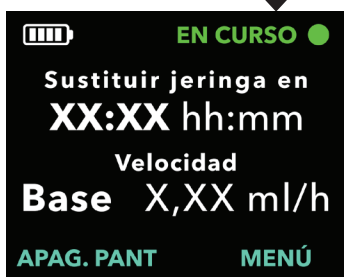 EN CURSO
Sustituir jeringa en
XX:XX hh:mm
Velocidad
Base X,XX ml/h
APAG. PANT MENÚ